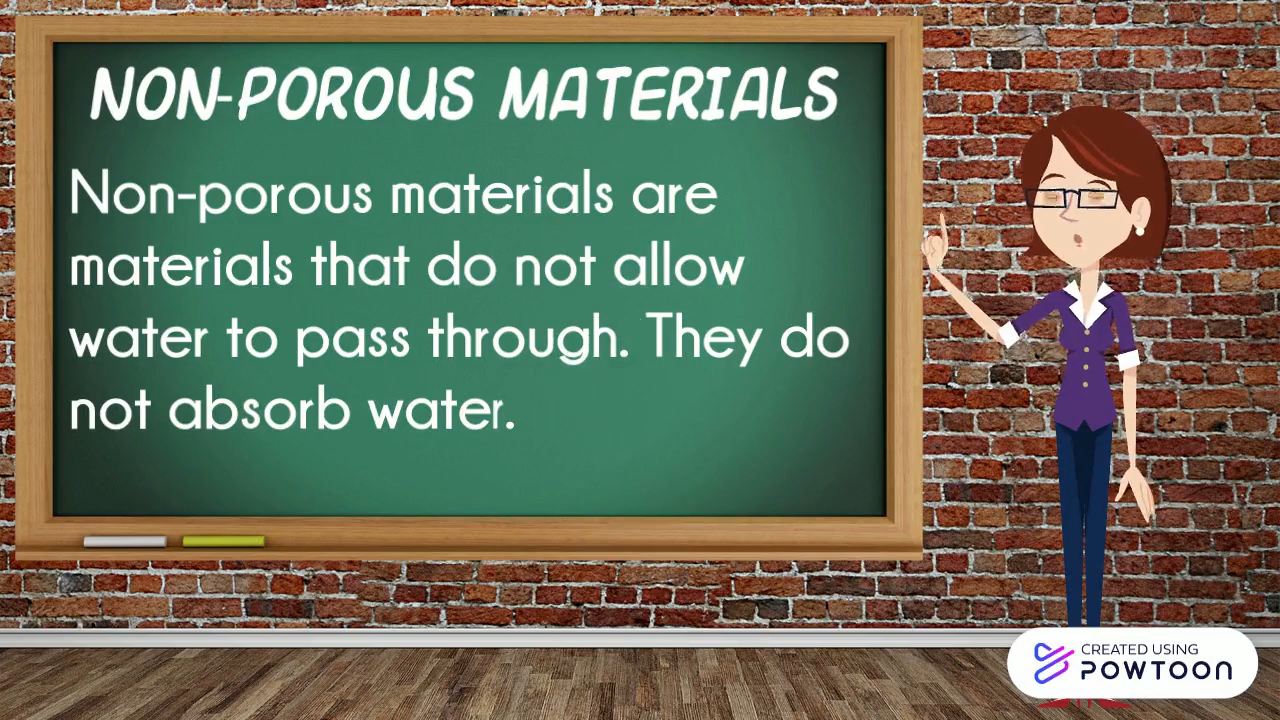 NON-POROUS MATERIALS
Non-porous materials are
materials that do not allow
water to pass through. They do
not absorb water.
CREATED USING
POWTOON